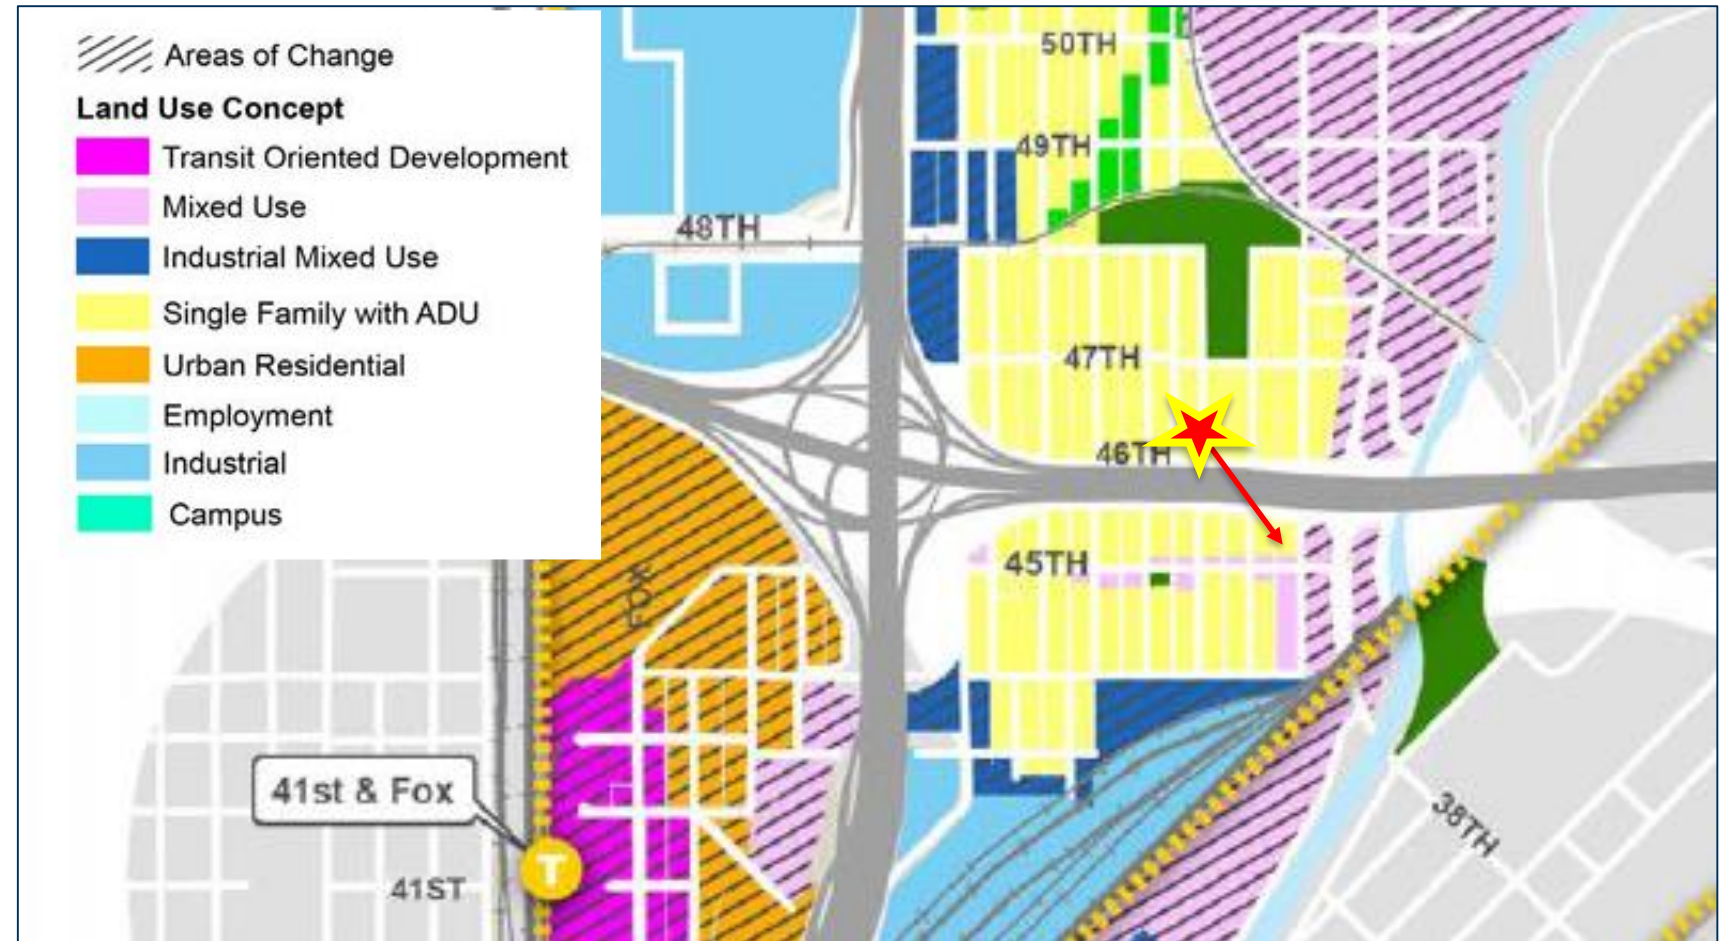 Areas of Change
Land Use Concept
Transit Oriented Development
Mixed Use
Industrial Mixed Use
Single Family with ADU
Urban Residential
Employment
Industrial
Campus
50TH
49TH
48TH
47TH
46TH
45TH
FOX
41st & Fox
T
41ST
38TH